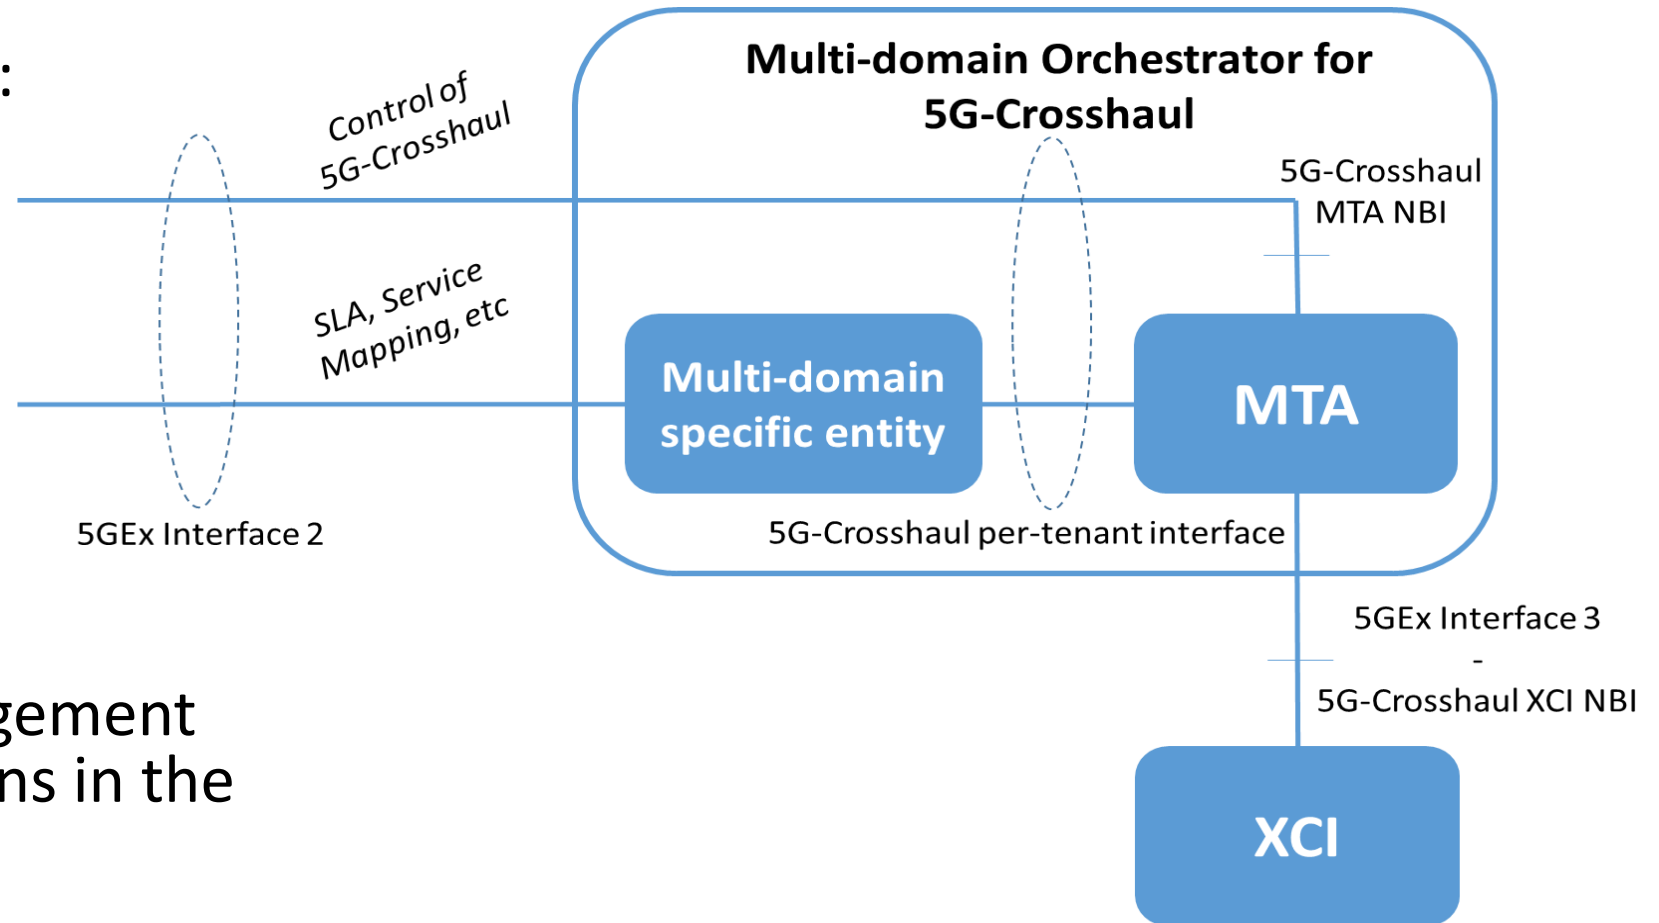 :
Control of
5G-Crosshaul
Multi-domain Orchestrator for
5G-Crosshaul
5G-Crosshaul
MTA NBI
SLA, Service
Mapping, etc
Multi-domain
specific entity
MTA
5GEx Interface 2
5G-Crosshaul per-tenant interface
5GEx Interface 3
-
5G-Crosshaul XCI NBI
gement
ns in the
XCI